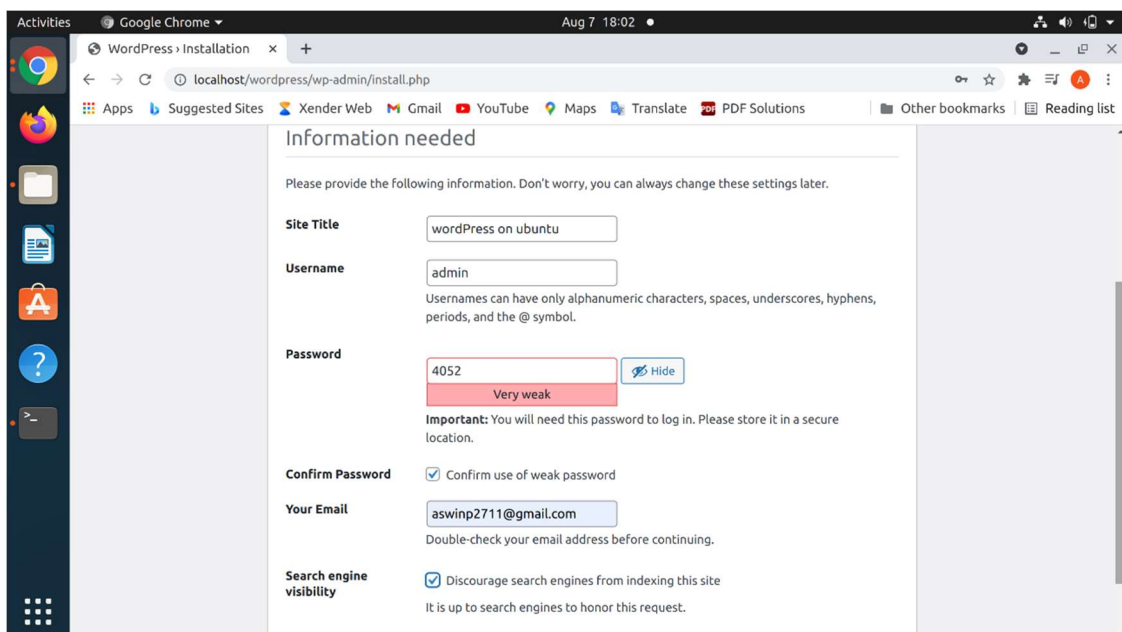 Activities Google Chrome Aug 7 18:02
WordPress › Installation
localhost/wordpress/wp-admin/install.php
Apps Suggested Sites Xender Web Gmail YouTube Maps Translate PDF PDF Solutions Other bookmarks Reading list
Information needed
Please provide the following information. Don't worry, you can always change these settings later.
Site Title wordPress on ubuntu
Username admin
Usernames can have only alphanumeric characters, spaces, underscores, hyphens,
periods, and the @ symbol.
Password 4052 Hide
Very weak
Important: You will need this password to log in. Please store it in a secure
location.
Confirm Password Confirm use of weak password
Your Email aswinp2711@gmail.com
Double-check your email address before continuing.
Search engine
visibility
Discourage search engines from indexing this site
It is up to search engines to honor this request.